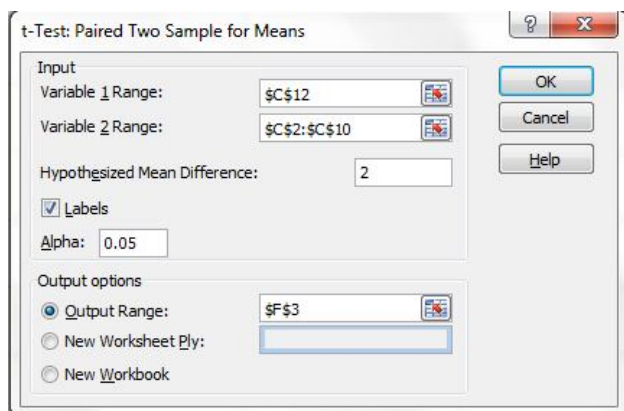 t-Test: Paired Two Sample for Means
?
Input
Variable 1 Range: $C$12
Variable 2 Range: $C$2:$C$10
Hypothesized Mean Difference: 2
Labels
Alpha: 0.05
OK
Cancel
Help
Output options
Output Range: $F$3
New Worksheet Ply:
New Workbook